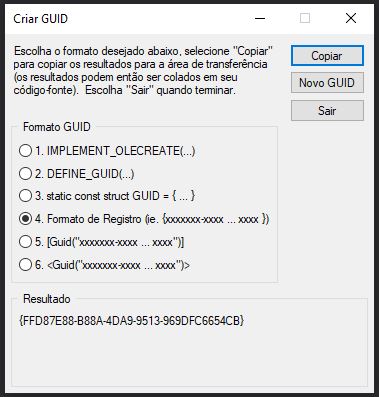 Criar GUID
Escolha o formato desejado abaixo, selecione "Copiar"
para copiar os resultados para a área de transferência
(os resultados podem então ser colados em seu
código-fonte).  Escolha "Sair" quando terminar.
Copiar
Novo GUID
Sair
Formato GUID
1. IMPLEMENT_OLECREATE(...)
2. DEFINE_GUID(...)
3. static const struct GUID = { ... }
4. Formato de Registro (ie. {xxxxxxx-xxxx ... xxxx })
5. [Guid("xxxxxxx-xxxx ... xxxx")]
6. <Guid("xxxxxxx-xxxx ... xxxx")>
Resultado
{FFD87E88-B88A-4DA9-9513-969DFC6654CB}